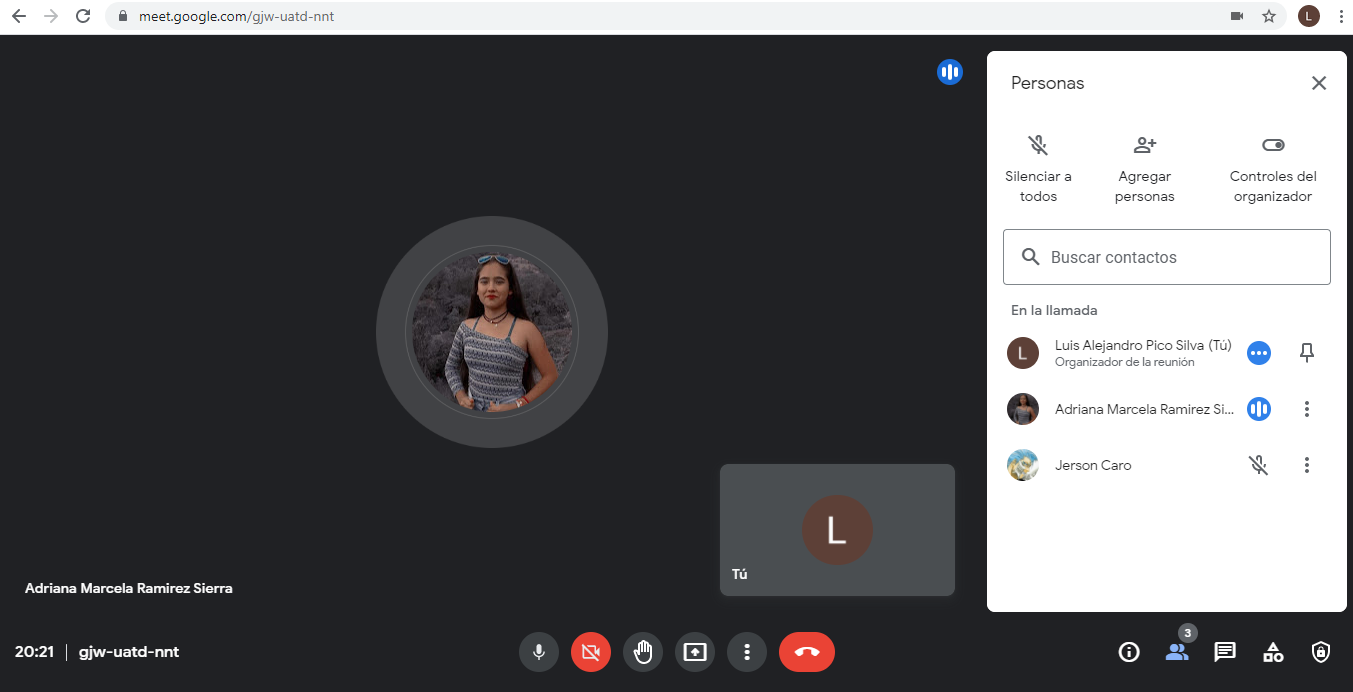 meet.google.com/gjw-uatd-nnt
L
Personas
Silenciar a
todos
Agregar
personas
Controles del
organizador
Buscar contactos
En la llamada
L
Luis Alejandro Pico Silva (Tú)
Organizador de la reunión
Adriana Marcela Ramirez Si...
Jerson Caro
L
Tú
Adriana Marcela Ramirez Sierra
20:21
gjw-uatd-nnt
3